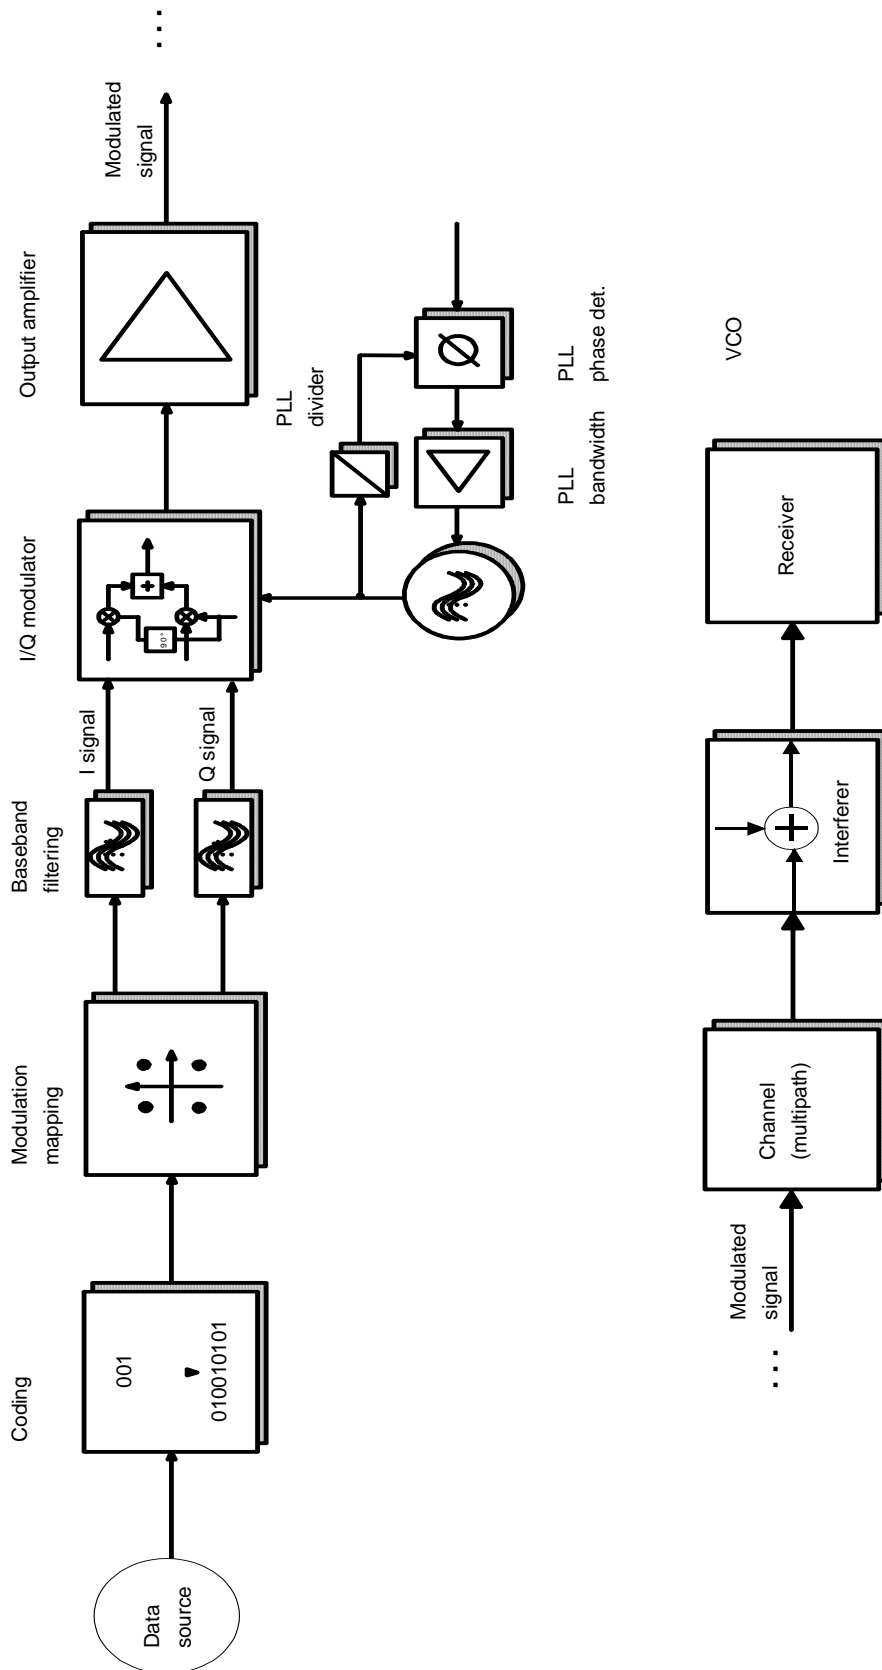 Coding
Modulation
mapping
Baseband
filtering
I/Q modulator
Output amplifier
Data
source
001
010010101
I signal
Q signal
90°
Modulated
signal
. . .
PLL
divider
PLL
bandwidth
PLL
phase det.
VCO
. . .
Modulated
signal
Channel
(multipath)
Interferer
Receiver